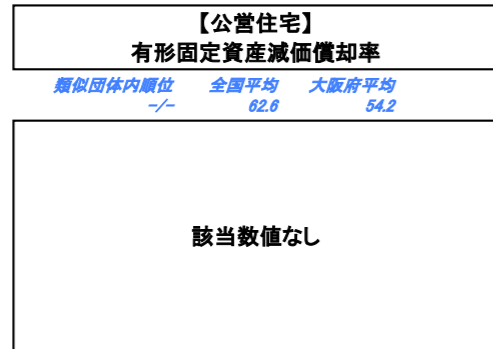 【公営住宅】
有形固定資産減価償却率
類似団体内順位 全国平均 大阪府平均
-/- 62.6 54.2
該当数値なし